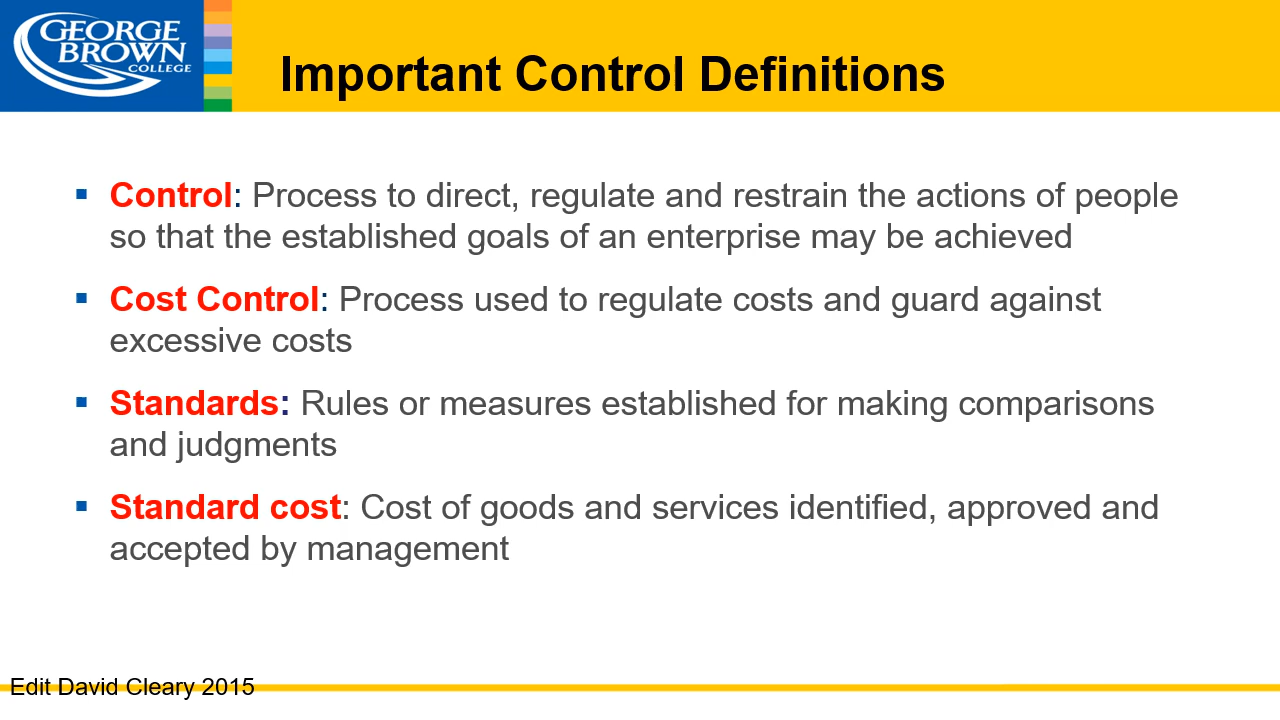 GEORGE
BROWN
COLLEGE
Important Control Definitions
▪ Control: Process to direct, regulate and restrain the actions of people
so that the established goals of an enterprise may be achieved
▪ Cost Control: Process used to regulate costs and guard against
excessive costs
▪ Standards: Rules or measures established for making comparisons
and judgments
▪ Standard cost: Cost of goods and services identified, approved and
accepted by management
Edit David Cleary 2015